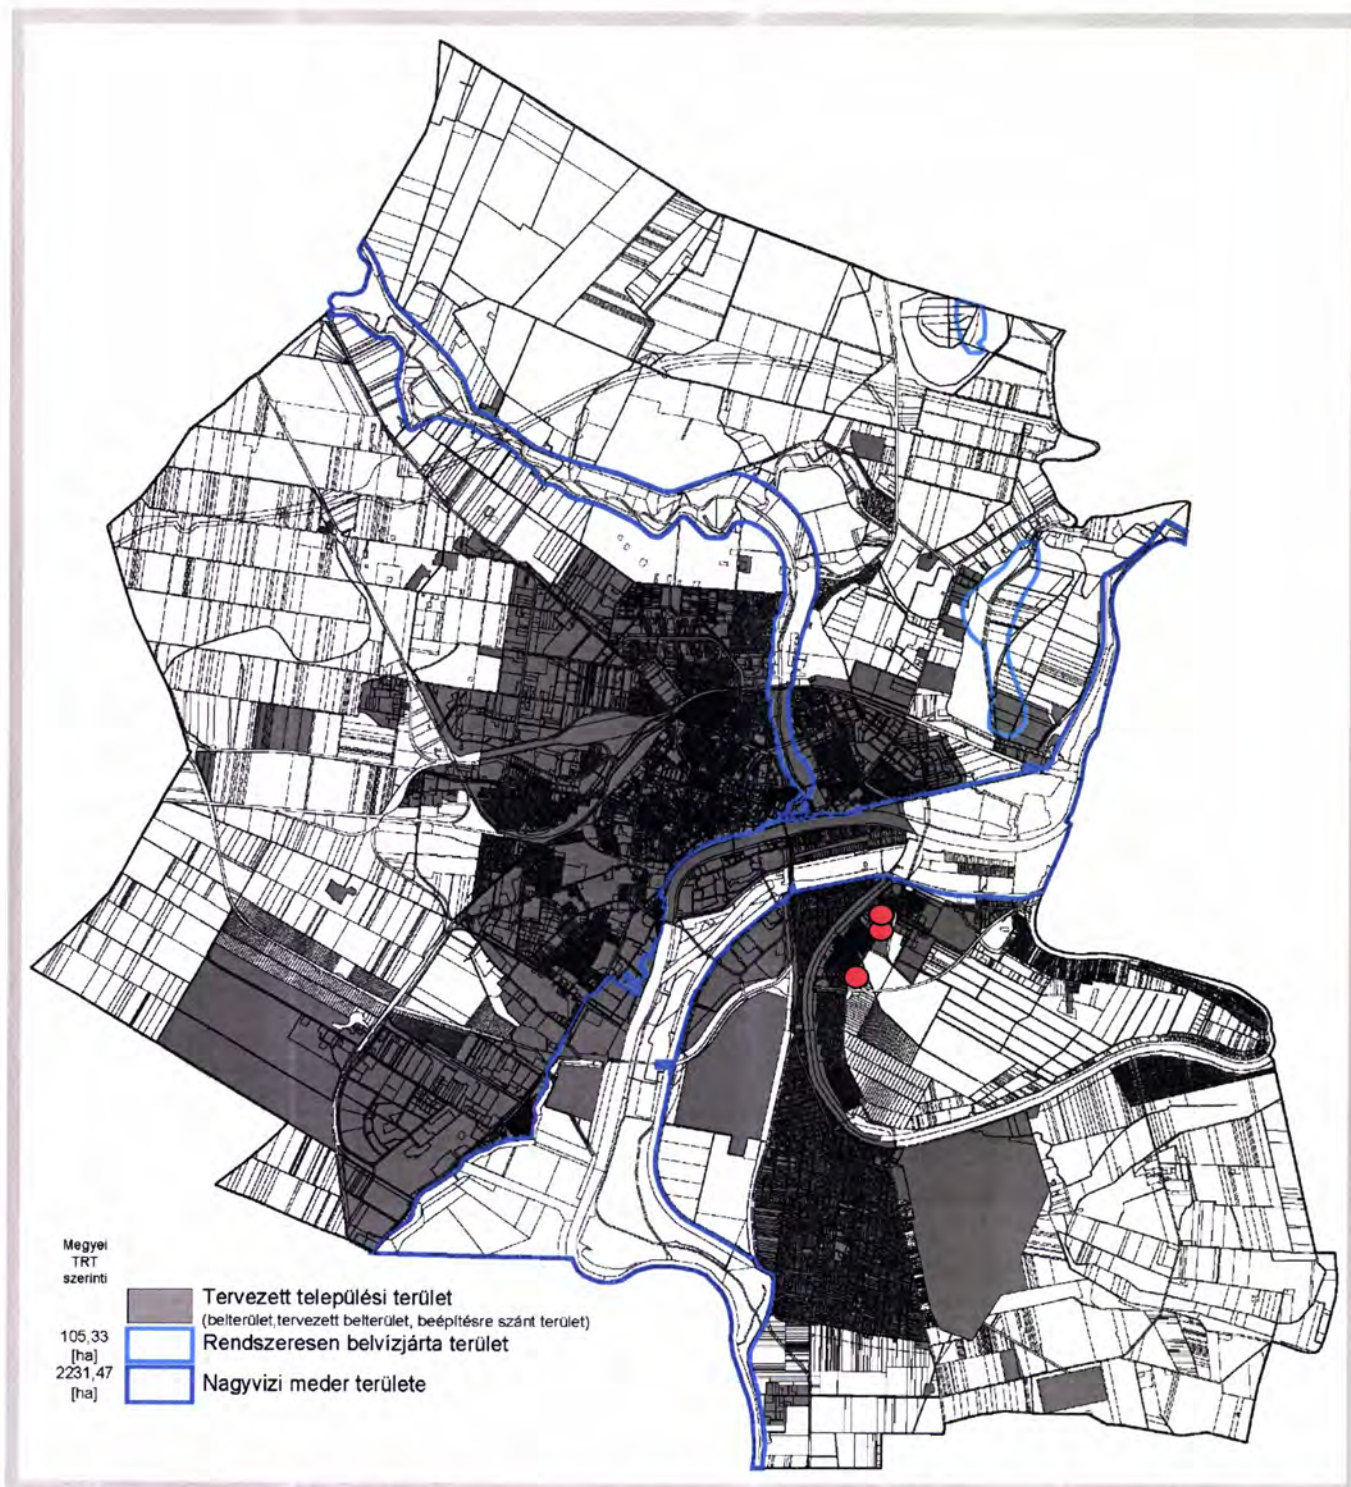 Megyei
TRT
szerinti
Tervezett települési terület
(belterület,tervezett belterület, beépítésre szánt terület)
105,33
[ha]
Rendszeresen belvízjárta terület
2231,47
[ha]
Nagyvizi meder területe